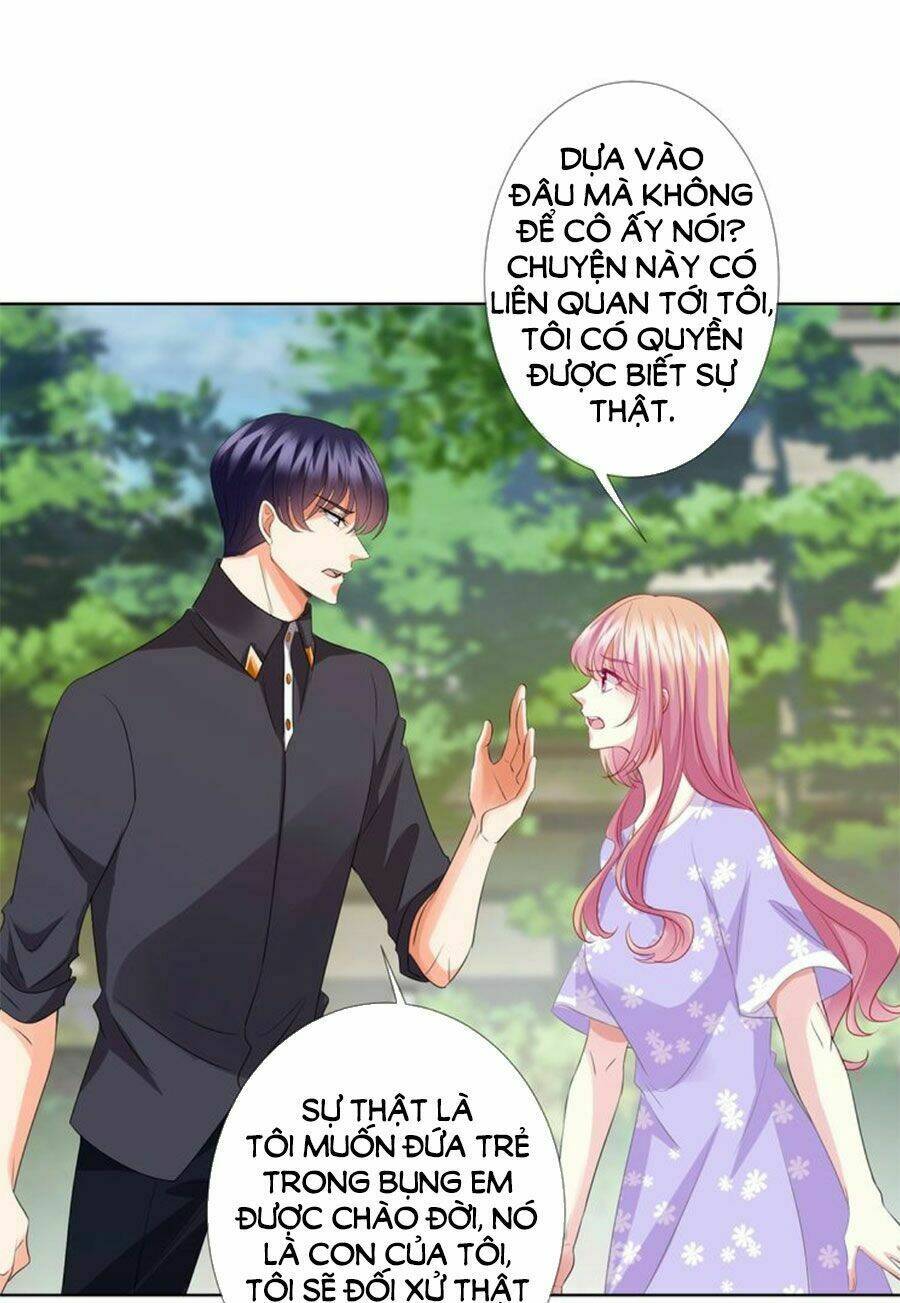 DỰA VÀO
ĐÂU MÀ KHÔNG
ĐỂ CÔ ẤY NÓI?
CHUYỆN NÀY CÓ
LIÊN QUAN TỚI TÔI,
TÔI CÓ QUYỀN
ĐƯỢC BIẾT SỰ
THẬT.
SỰ THẬT LÀ
TÔI MUỐN ĐỨA TRẺ
TRONG BỤNG EM
ĐƯỢC CHÀO ĐỜI, NÓ
LÀ CON CỦA TÔI,
TÔI SẼ ĐỐI XỬ THẬT